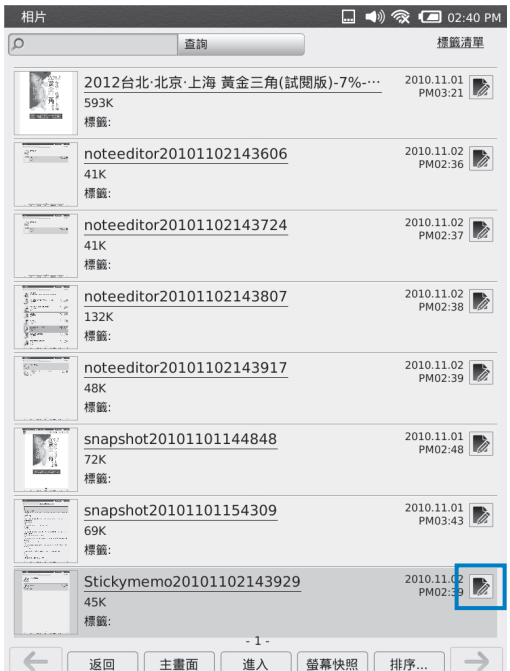 相片
02:40 PM
查詢
標籤清單
2012台北·北京·上海 黃金三角(試閱版)-7%-…
2010.11.01
PM03:21
593K
標籤:
noteeditor20101102143606
2010.11.02
PM02:36
41K
標籤:
noteeditor20101102143724
2010.11.02
PM02:37
41K
標籤:
noteeditor20101102143807
2010.11.02
PM02:38
132K
標籤:
noteeditor20101102143917
2010.11.02
PM02:39
48K
標籤:
snapshot20101101144848
2010.11.01
PM02:48
72K
標籤:
snapshot20101101154309
2010.11.01
PM03:43
69K
標籤:
Stickymemo20101102143929
2010.11.02
PM02:39
45K
標籤:
- 1 -
返回
主畫面
進入
螢幕快照
排序...